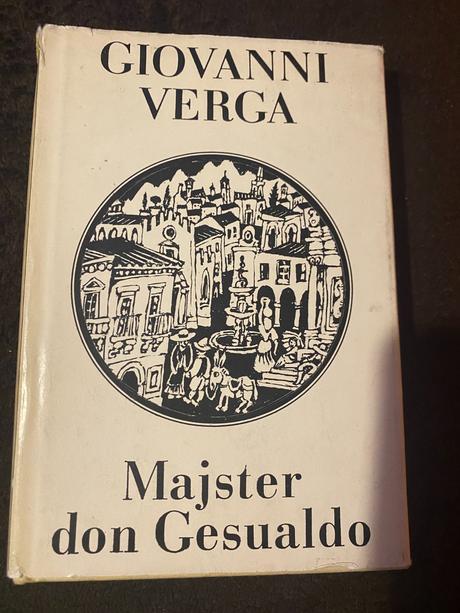 GIOVANNI
VERGA
Majster
don Gesualdo